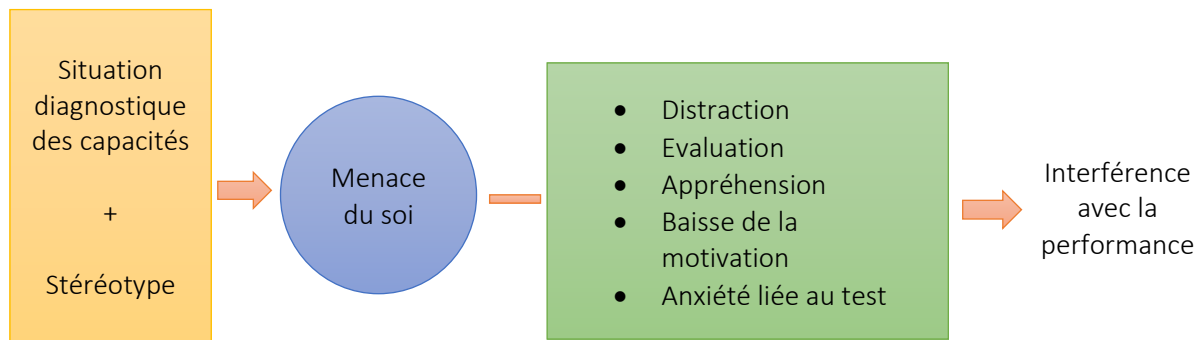 Situation
diagnostique
des capacités
+
Stéréotype
Menace
du soi
• Distraction
• Evaluation
• Appréhension
• Baisse de la
motivation
• Anxiété liée au test
Interférence
avec la
performance